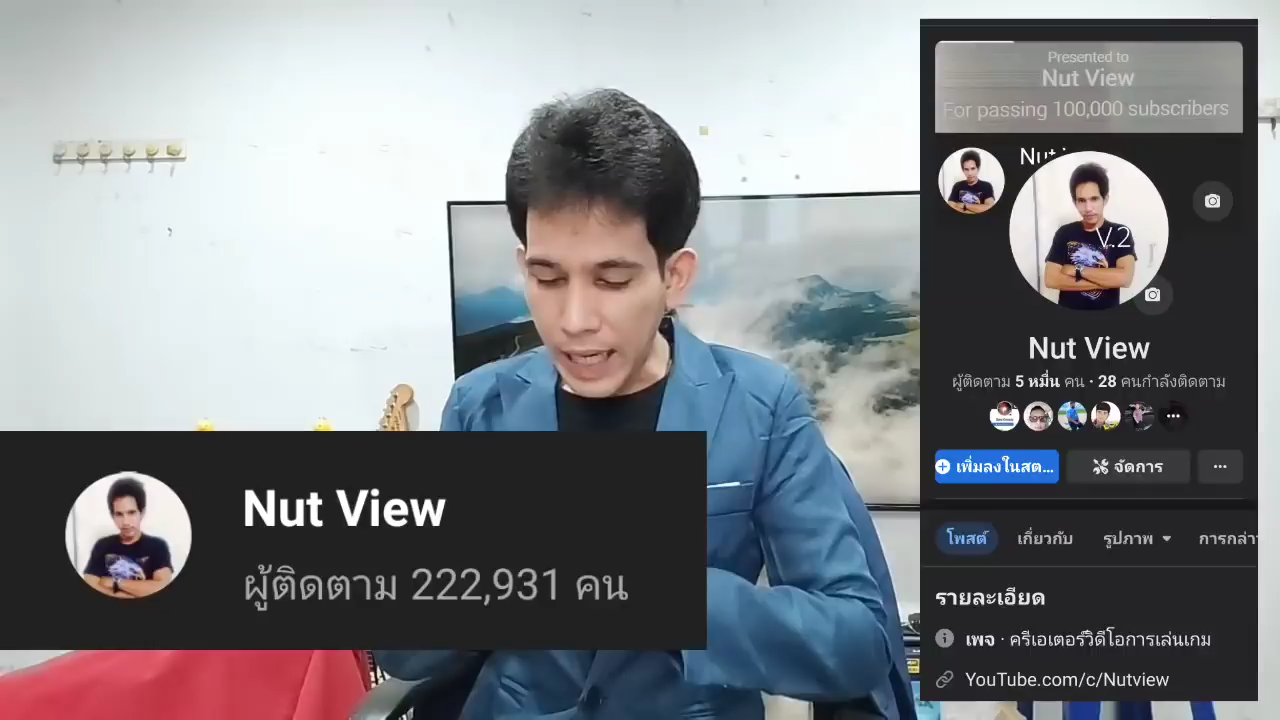 Nut View
ผู้ติดตาม 222,931 คน
Presented to
Nut View
For passing 100,000 subscribers
V.2
Nut View
ผู้ติดตาม 5 หมื่น คน · 28 คนกำลังติดตาม
เพิ่มลงในสต...
จัดการ
โพสต์ เกี่ยวกับ รูปภาพ
รายละเอียด
เพจ · ครีเอเตอร์วิดีโอการเล่นเกม
YouTube.com/c/Nutview